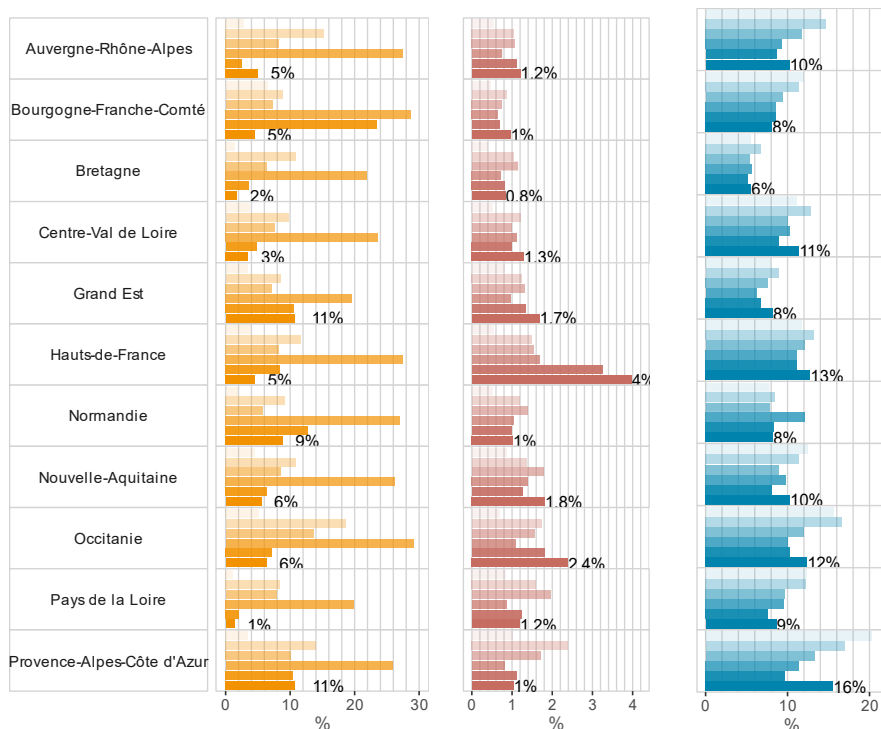 Auvergne-Rhône-Alpes 5% 1.2% 10%
Bourgogne-Franche-Comté 5% 1% 8%
Bretagne 2% 0.8% 6%
Centre-Val de Loire 3% 1.3% 11%
Grand Est 11% 1.7% 8%
Hauts-de-France 5% 4% 13%
Normandie 9% 1% 8%
Nouvelle-Aquitaine 6% 1.8% 10%
Occitanie 6% 2.4% 12%
Pays de la Loire 1% 1.2% 9%
Provence-Alpes-Côte d'Azur 11% 1% 16%
0 10 20 30 0 1 2 3 4 0 10 20
% % %